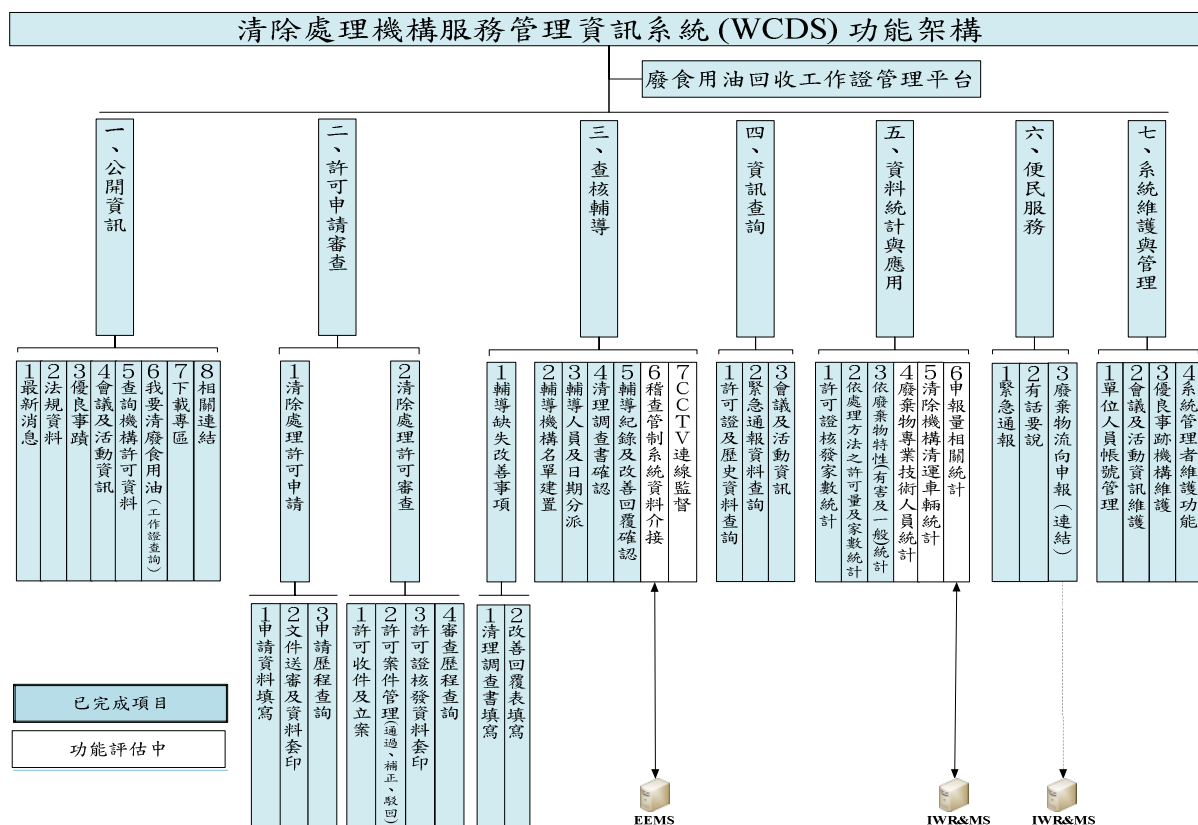 清除處理機構服務管理資訊系統 (WCDS) 功能架構
廢食用油回收工作證管理平台
一、公開資訊
二、許可申請審查
三、查核輔導
四、資訊查詢
五、資料統計與應用
六、便民服務
七、系統維護與管理
1最新消息
2法規資料
3優良事蹟
4會議及活動資訊
5查詢機構許可資料
6我要清廢食用油(工作證查詢)
7下載專區
8相關連結
1清除處理許可申請
2清除處理許可審查
1輔導缺失改善事項
2輔導機構名單建置
3輔導人員及日期分派
4清理調查書確認
5輔導紀錄及改善回覆確認
6稽查管制系統資料介接
7CCTV連線監督
1許可證及歷史資料查詢
2緊急通報資料查詢
3會議及活動資訊
1許可證核發家數統計
2依處理方法之許可量及家數統計
3依廢棄物特性(有害及一般)統計
4廢棄物專業技術人員統計
5清除機構清運車輛統計
6申報量相關統計
1緊急通報
2有話要說
3廢棄物流向申報(連結)
1單位人員帳號管理
2會議及活動資訊維護
3優良事跡機構維護
4系統管理者維護功能
1申請資料填寫
2文件送審及資料套印
3申請歷程查詢
1許可收件及立案
2許可案件管理(通過、補正、駁回)
3許可證核發資料套印
4審查歷程查詢
1清理調查書填寫
2改善回覆表填寫
已完成項目
功能評估中
EEMS
IWR&MS
IWR&MS